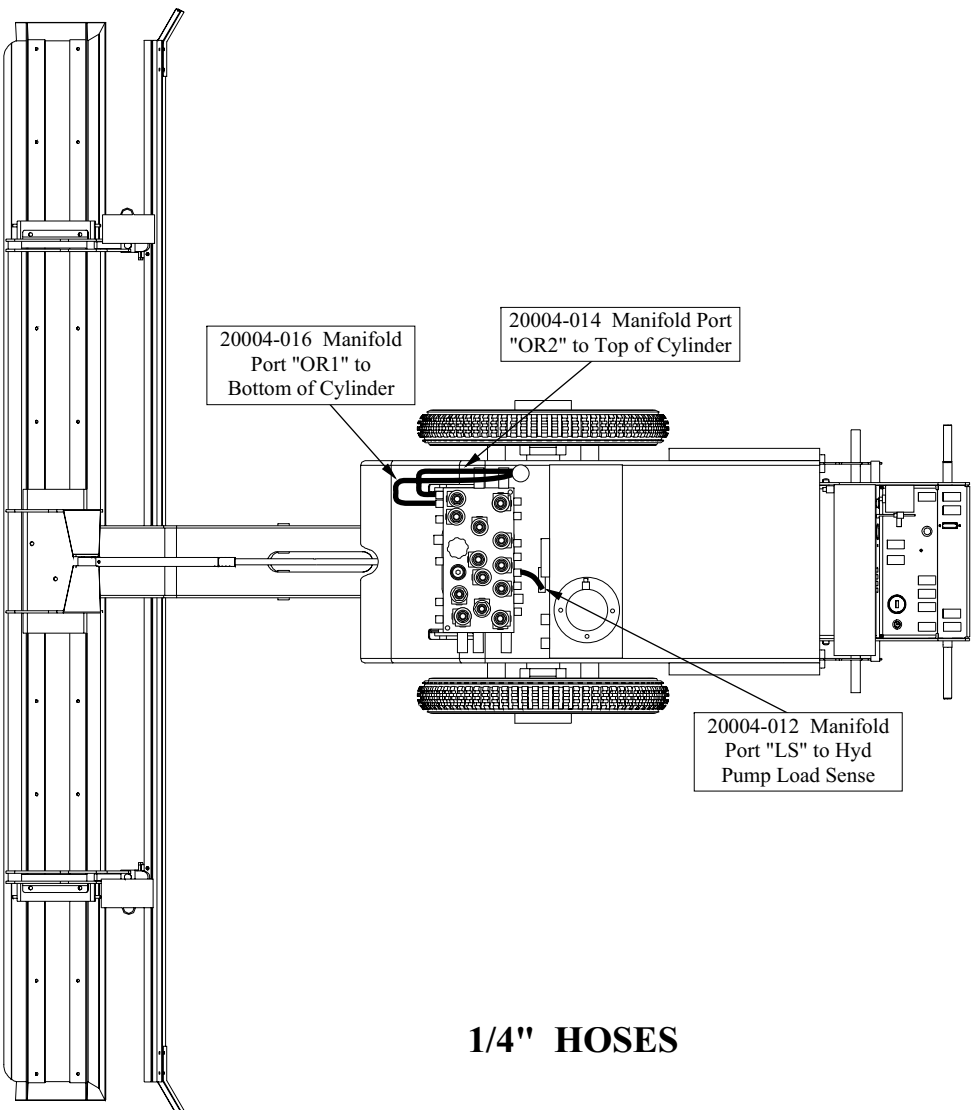 20004-014  Manifold Port
"OR2" to Top of Cylinder
20004-016  Manifold
Port "OR1" to
Bottom of Cylinder
20004-012  Manifold
Port "LS" to Hyd
Pump Load Sense
1/4"  HOSES